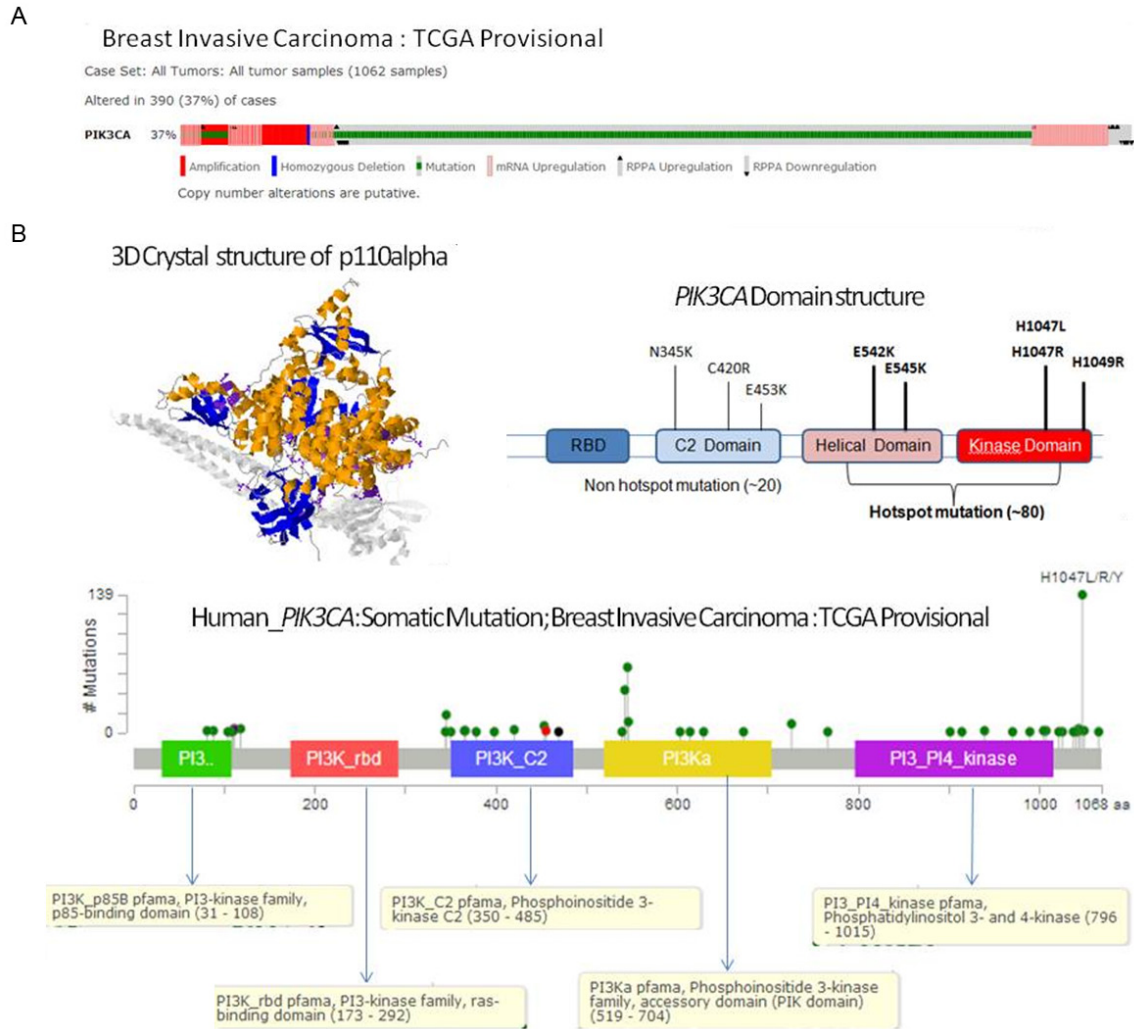 A
Breast Invasive Carcinoma : TCGA Provisional
Case Set: All Tumors: All tumor samples (1062 samples)
Altered in 390 (37%) of cases
PIK3CA 37%
Amplification Homozygous Deletion Mutation mRNA Upregulation RPPA Upregulation RPPA Downregulation
Copy number alterations are putative.
B
3D Crystal structure of p110alpha
PIK3CA Domain structure
H1047L
N345K C420R E453K E542K E545K H1047R H1049R
RBD C2 Domain Helical Domain Kinase Domain
Non hotspot mutation (~20)
Hotspot mutation (~80)
H1047L/R/Y
139
Human_PIK3CA: Somatic Mutation; Breast Invasive Carcinoma : TCGA Provisional
# Mutations
0
PI3.. PI3K_rbd PI3K_C2 PI3Ka PI3_PI4_kinase
0 200 400 600 800 1000 1068 aa
PI3K_p85B pfama, PI3-kinase family,
p85-binding domain (31 - 108)
PI3K_C2 pfama, Phosphoinositide 3-
kinase C2 (350 - 485)
PI3_PI4_kinase pfama,
Phosphatidylinositol 3- and 4-kinase (796
- 1015)
PI3K_rbd pfama, PI3-kinase family, ras-
binding domain (173 - 292)
PI3Ka pfama, Phosphoinositide 3-kinase
family, accessory domain (PIK domain)
(519 - 704)